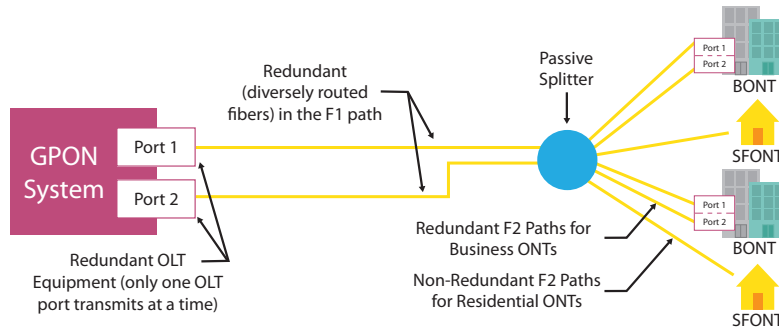 Redundant
(diversely routed
fibers) in the F1 path
Passive
Splitter
GPON
System
Port 1
Port 2
Redundant OLT
Equipment (only one OLT
port transmits at a time)
Redundant F2 Paths for
Business ONTs
Non-Redundant F2 Paths
for Residential ONTs
Port 1
Port 2
BONT
SFONT
Port 1
Port 2
BONT
SFONT